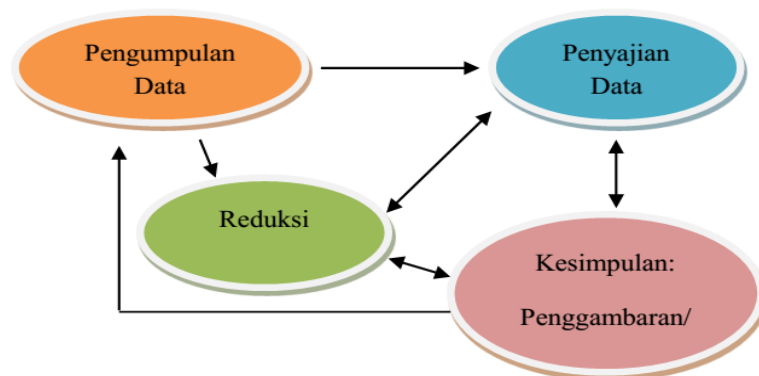 Pengumpulan
Data
Penyajian
Data
Reduksi
Kesimpulan:
Penggambaran/